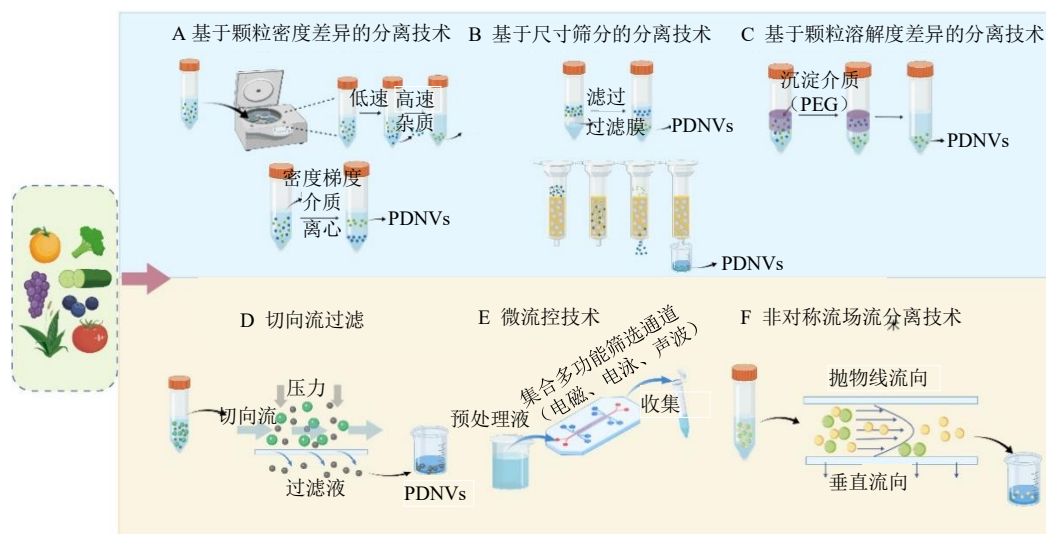 A 基于颗粒密度差异的分离技术
B 基于尺寸筛分的分离技术
C 基于颗粒溶解度差异的分离技术
低速
高速
杂质
密度梯度
介质
离心
PDNVs
滤过
过滤膜
PDNVs
PDNVs
沉淀介质
（PEG）
PDNVs
D 切向流过滤
E 微流控技术
F 非对称流场流分离技术
压力
切向流
过滤液
PDNVs
预处理液
集合多功能筛选通道
（电磁、电泳、声波）
收集
抛物线流向
垂直流向